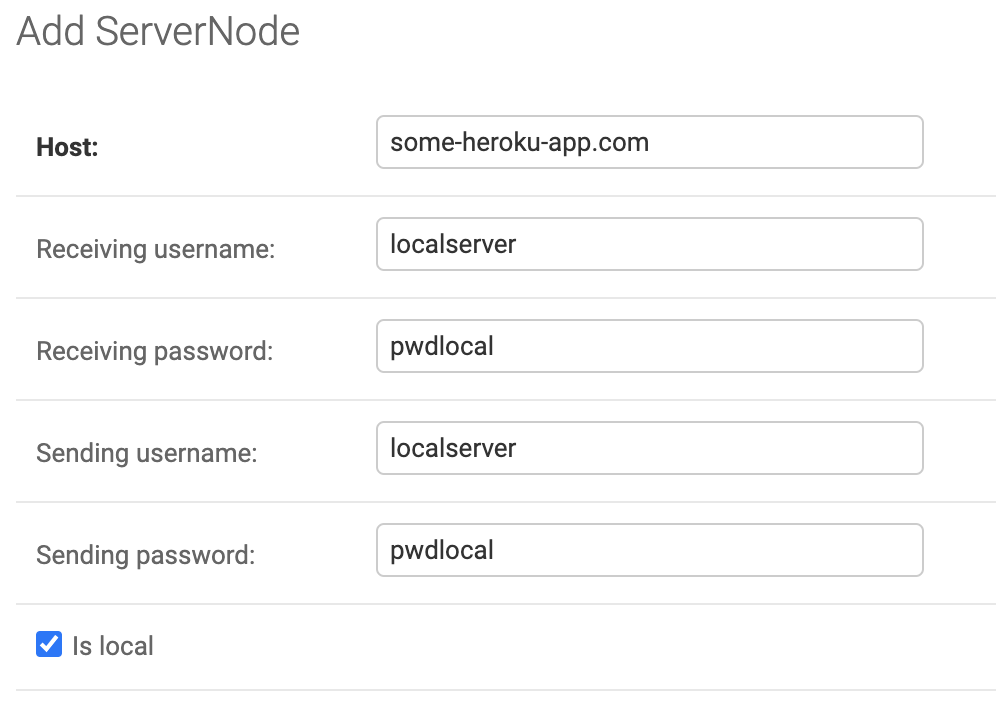 Add ServerNode
Host: some-heroku-app.com
Receiving username: localserver
Receiving password: pwdlocal
Sending username: localserver
Sending password: pwdlocal
Is local